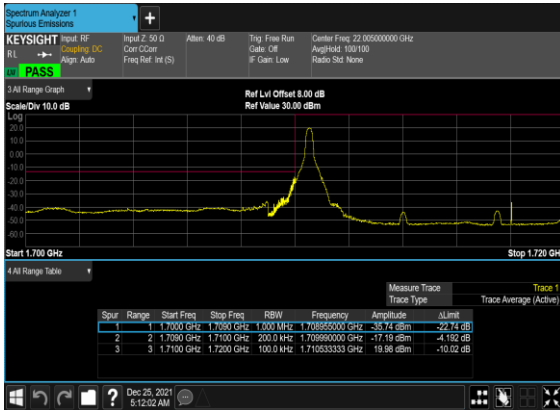 Spectrum Analyzer 1
Spurious Emissions
KEYSIGHT Input: RF Input Z: 50 Ω Atten: 40 dB Trig: Free Run Center Freq: 22.005000000 GHz
RL Coupling: DC Corr CCorr Gate: Off Avg|Hold: 100/100
Align: Auto Freq Ref: Int (S) IF Gain: Low Radio Std: None
PASS
3 All Range Graph
Ref Lvl Offset 8.00 dB
Scale/Div 10.0 dB Ref Value 30.00 dBm
Log
20.0
10.0
0.00
-10.0
-20.0
-30.0
-40.0
-50.0
-60.0
Start 1.700 GHz Stop 1.720 GH
4 All Range Table
Measure Trace Trace 1
Trace Type Trace Average (Active)
Spur Range Start Freq Stop Freq RBW Frequency Amplitude ΔLimit
1 1 1.7000 GHz 1.7090 GHz 1.000 MHz 1.708955000 GHz -35.74 dBm -22.74 dB
2 2 1.7090 GHz 1.7100 GHz 200.0 kHz 1.709990000 GHz -17.19 dBm -4.192 dB
3 3 1.7100 GHz 1.7200 GHz 100.0 kHz 1.710533333 GHz 19.98 dBm -10.02 dB
Dec 25, 2021
5:12:02 AM